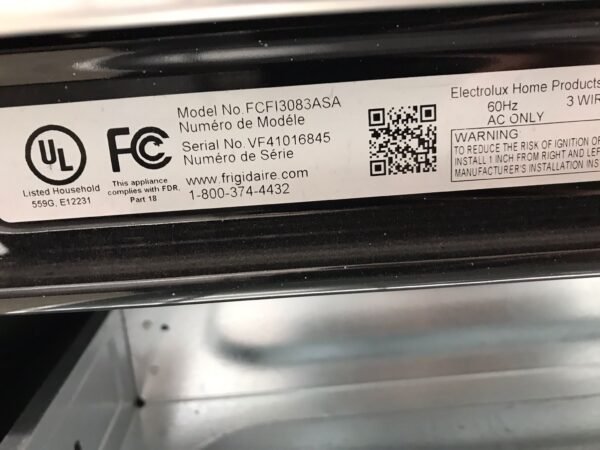 UL
Listed Household
559G, E12231
FC
This appliance
complies with FDR,
Part 18
Model No.FCFI3083ASA
Numéro de Modéle
Serial No. VF41016845
Numéro de Série
www.frigidaire.com
1-800-374-4432
Electrolux Home Products
60Hz 3 WIR
AC ONLY
WARNING:
TO REDUCE THE RISK OF IGNITION OF
INSTALL 1 INCH FROM RIGHT AND LEF
MANUFACTURER'S INSTALLATION INS